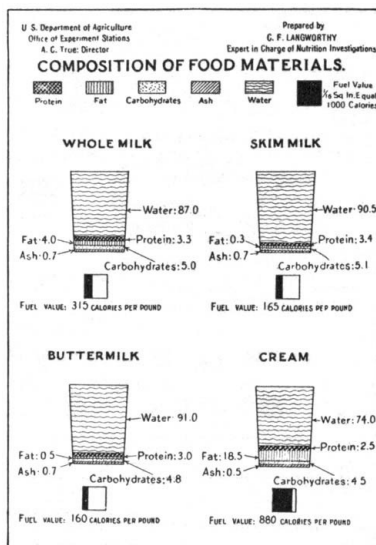 U. S. Department of Agriculture
Office of Experiment Stations
A. C. True: Director
Prepared by
C. F. LANGWORTHY
Expert in Charge of Nutrition Investigations
COMPOSITION OF FOOD MATERIALS.
Protein Fat Carbohydrates Ash Water
Fuel Value
1/16 Sq In. Equals
1000 Calories
WHOLE MILK
Water: 87.0
Fat: 4.0
Protein: 3.3
Ash: 0.7
Carbohydrates: 5.0
FUEL VALUE: 315 CALORIES PER POUND
SKIM MILK
Water: 90.5
Fat: 0.3
Protein: 3.4
Ash: 0.7
Carbohydrates: 5.1
FUEL VALUE: 165 CALORIES PER POUND
BUTTERMILK
Water: 91.0
Fat: 0.5
Protein: 3.0
Ash: 0.7
Carbohydrates: 4.8
FUEL VALUE: 160 CALORIES PER POUND
CREAM
Water: 74.0
Protein: 2.5
Fat: 18.5
Ash: 0.5
Carbohydrates: 4.5
FUEL VALUE: 880 CALORIES PER POUND